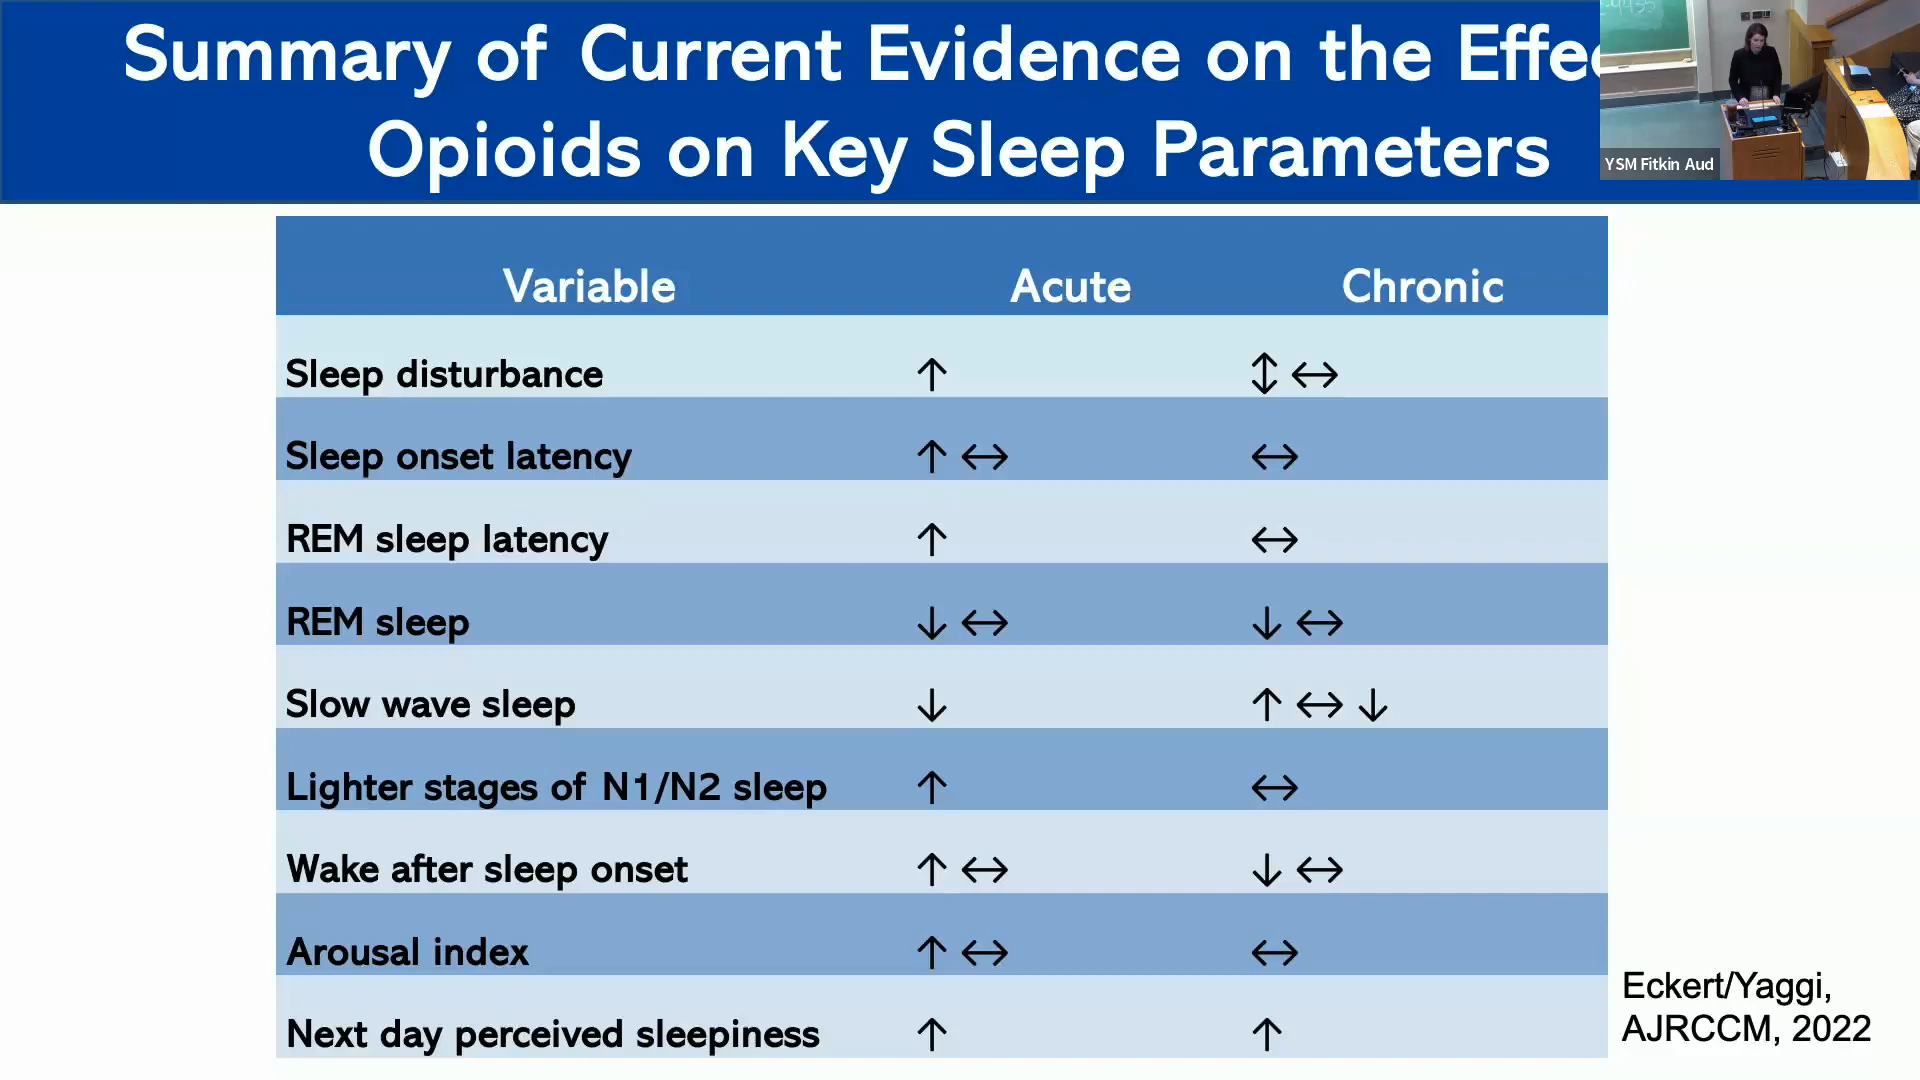 Summary of Current Evidence on the Effec
Opioids on Key Sleep Parameters
YSM Fitkin Aud
Variable Acute Chronic
Sleep disturbance ↑ ↕ ↔
Sleep onset latency ↑ ↔ ↔
REM sleep latency ↑ ↔
REM sleep ↓ ↔ ↓ ↔
Slow wave sleep ↓ ↑ ↔ ↓
Lighter stages of N1/N2 sleep ↑ ↔
Wake after sleep onset ↑ ↔ ↓ ↔
Arousal index ↑ ↔ ↔
Next day perceived sleepiness ↑ ↑
Eckert/Yaggi,
AJRCCM, 2022